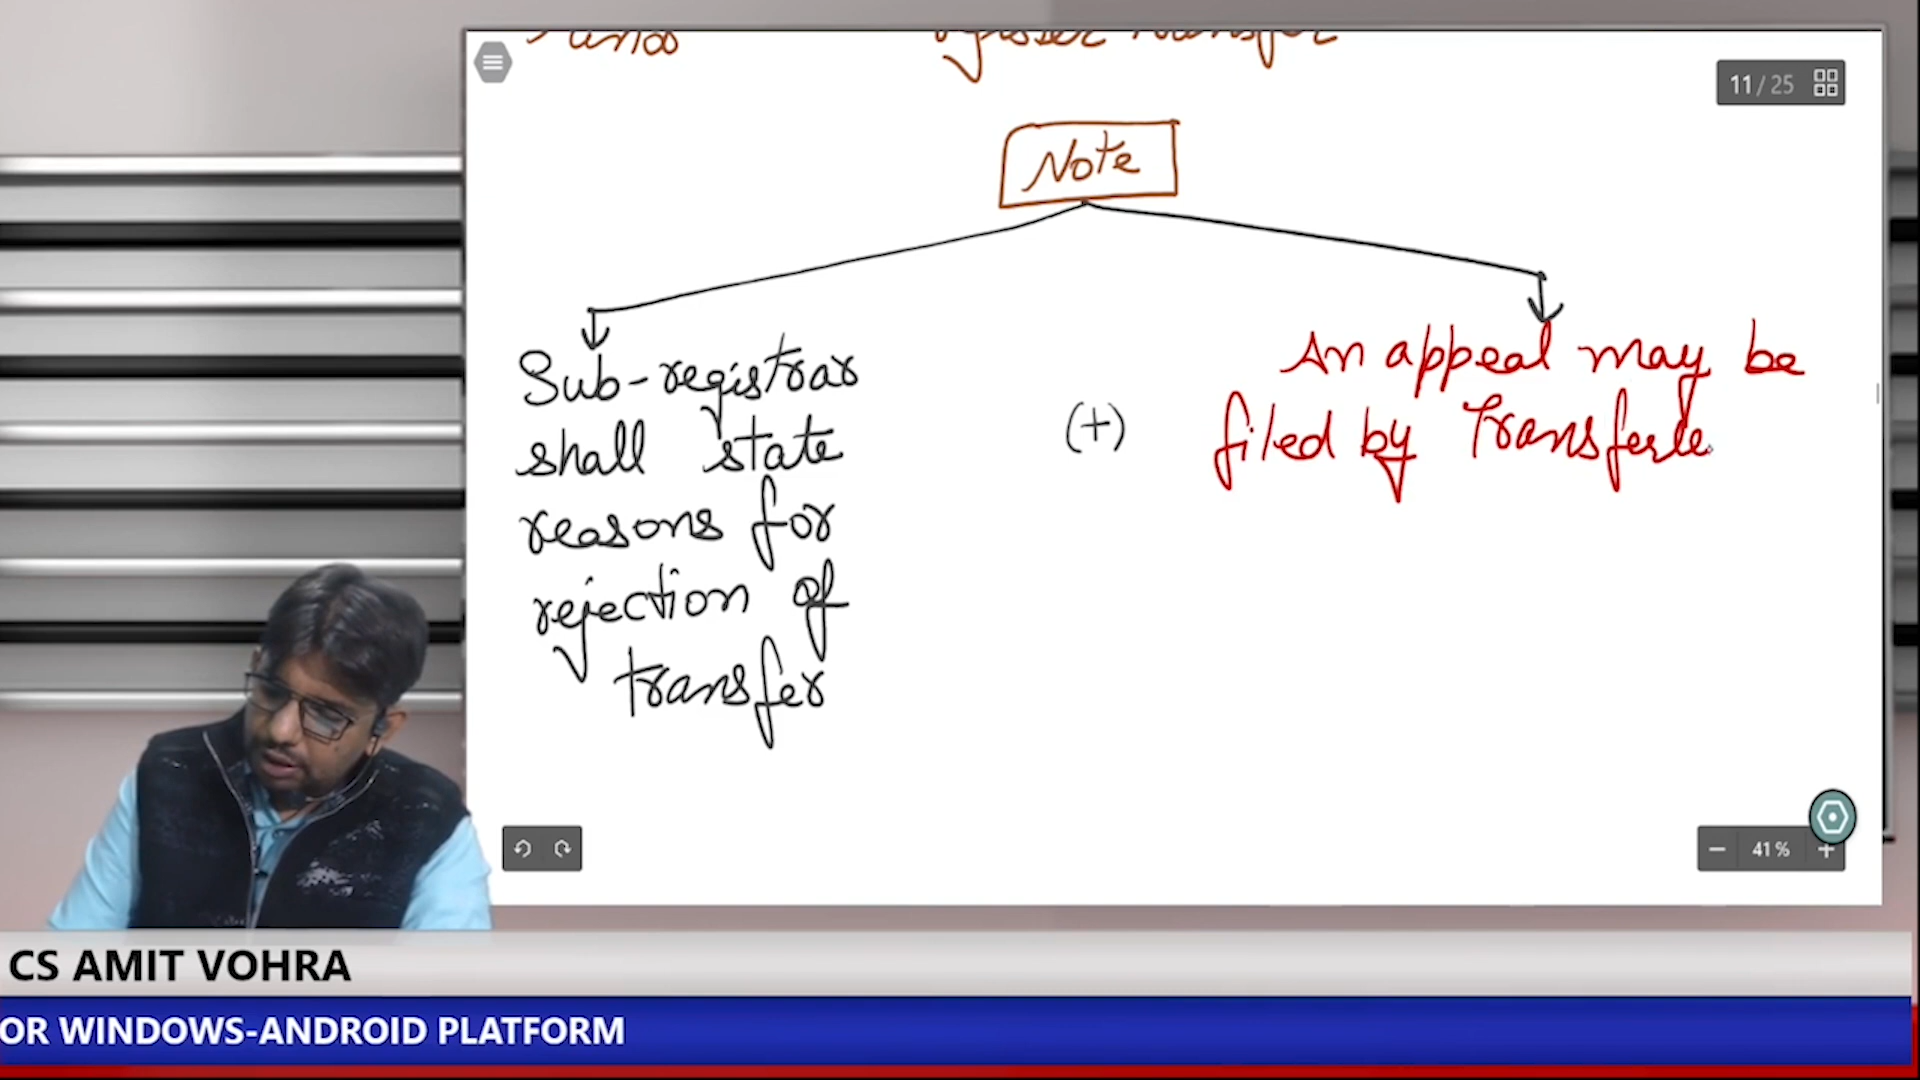 11 / 25
Note
Sub-registrar
shall state
reasons for
rejection of
transfer
(+)
An appeal may be
filed by Transferee
41 %
CS AMIT VOHRA
OR WINDOWS-ANDROID PLATFORM